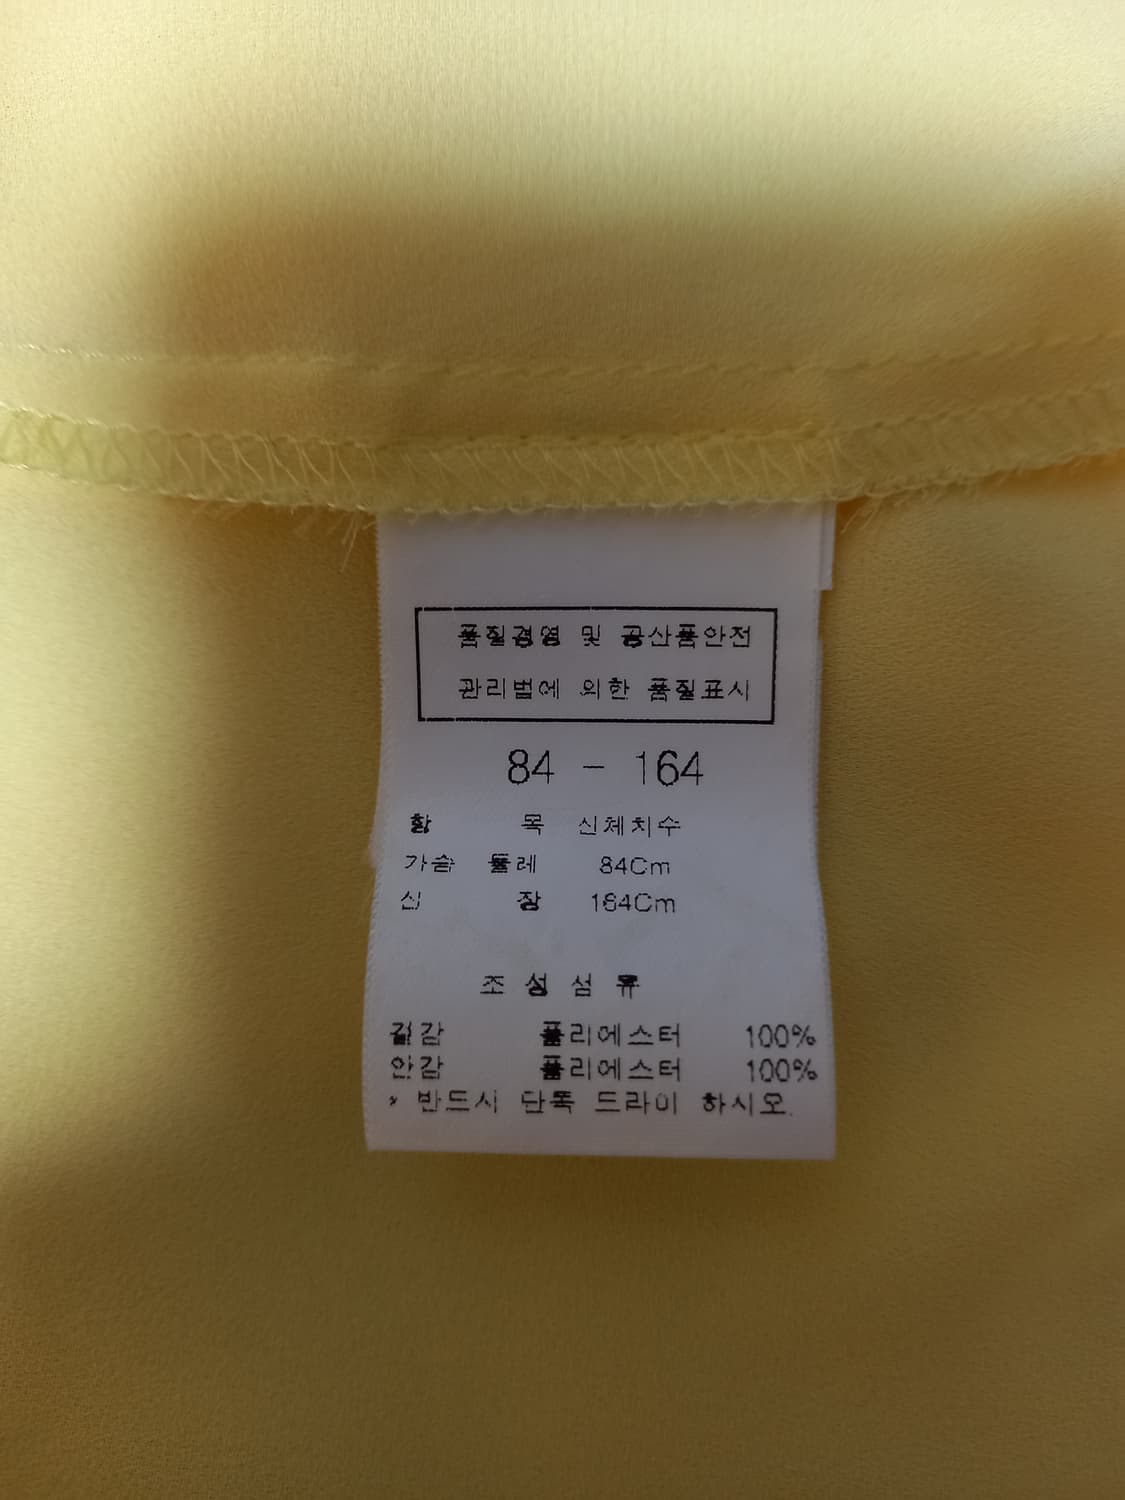 품질경영 및 공산품안전
관리법에 의한 품질표시
84 - 164
항 목 신체치수
가슴 둘레 84Cm
신 장 164Cm
조 성 섬 유
겉감 폴리에스터 100%
안감 폴리에스터 100%
* 반드시 단독 드라이 하시오.